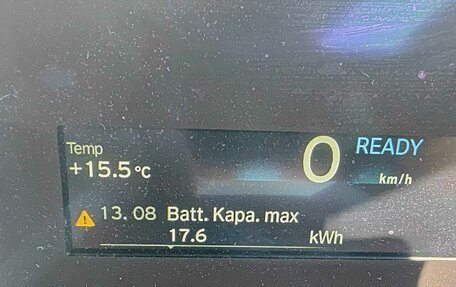 Temp
+15.5 °C
0
READY
km/h
13. 08 Batt. Kapa. max
17.6 kWh